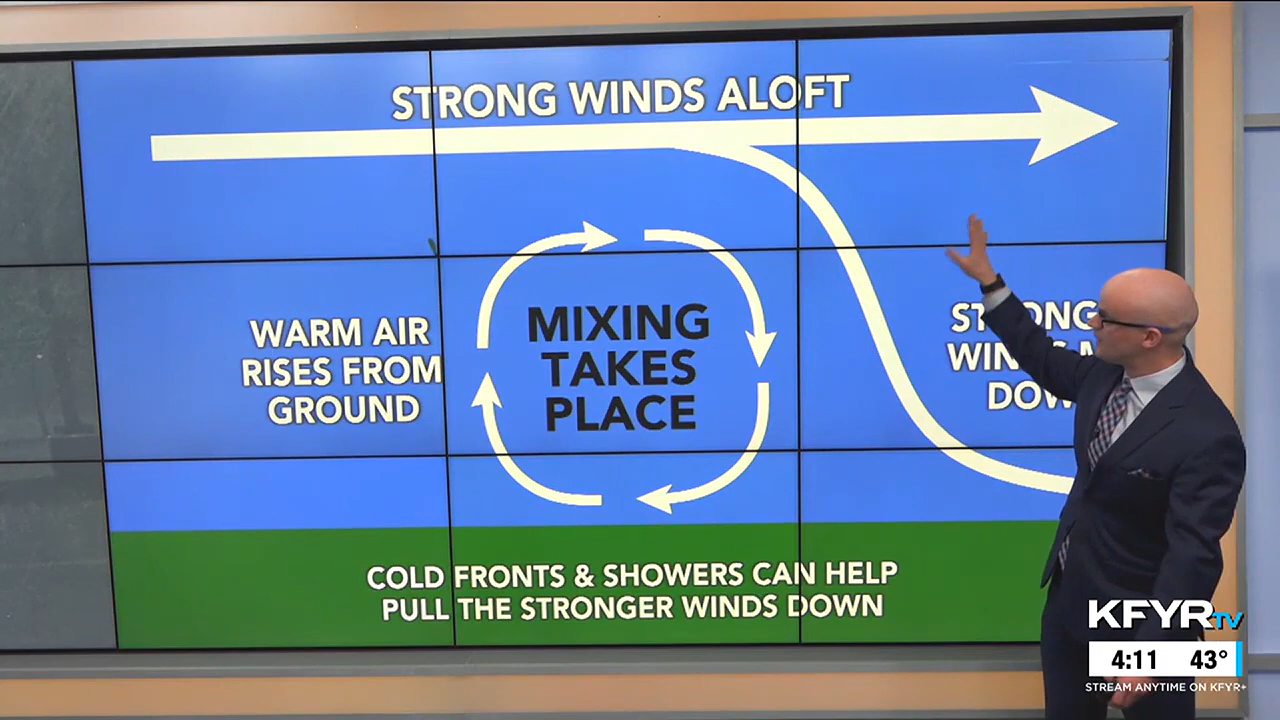 STRONG WINDS ALOFT
WARM AIR
RISES FROM
GROUND
MIXING
TAKES
PLACE
COLD FRONTS & SHOWERS CAN HELP
PULL THE STRONGER WINDS DOWN
KFYRTV
4:11 43°
STREAM ANYTIME ON KFYR+